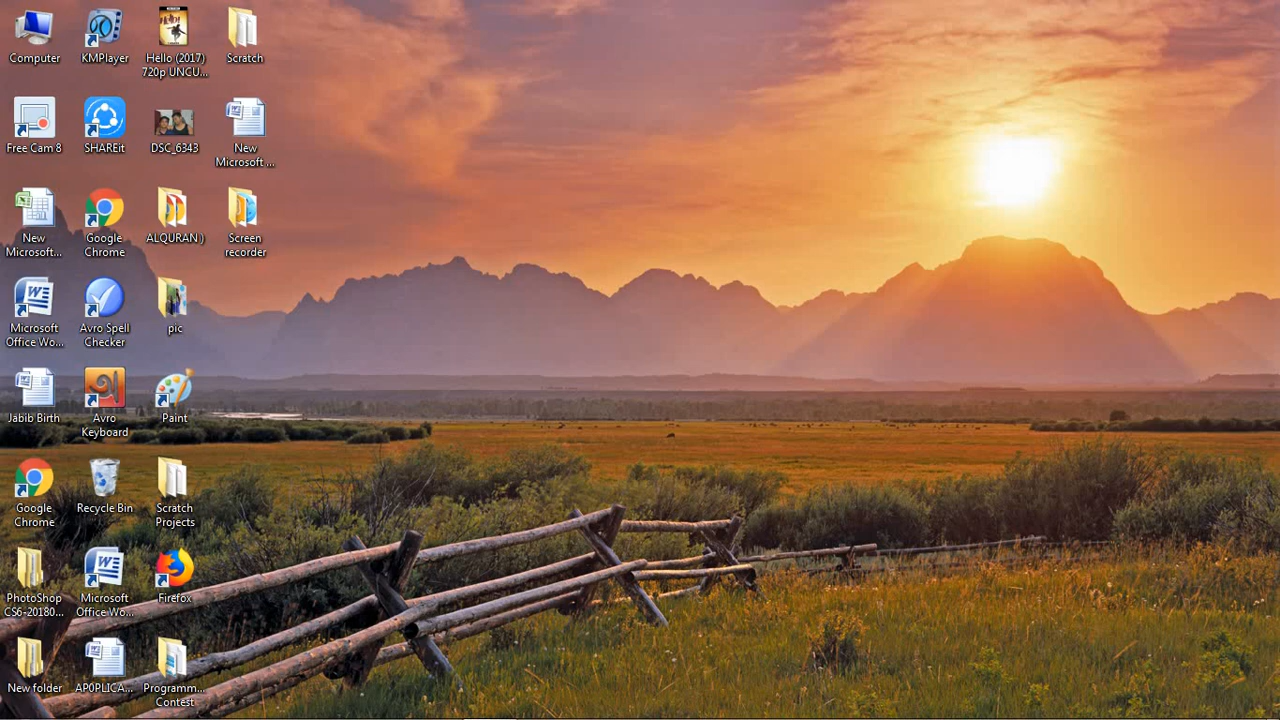 Computer
KMPlayer
Hello (2017)
720p UNCU...
Scratch
Free Cam 8
SHAREit
DSC_6343
New
Microsoft ...
New
Microsoft...
Google
Chrome
ALQURAN )
Screen
recorder
Microsoft
Office Wo...
Avro Spell
Checker
pic
Jabib Birth
Avro
Keyboard
Paint
Google
Chrome
Recycle Bin
Scratch
Projects
PhotoShop
CS6-20180...
Microsoft
Office Wo...
Firefox
New folder
AP0PLICA...
Programm...
Contest